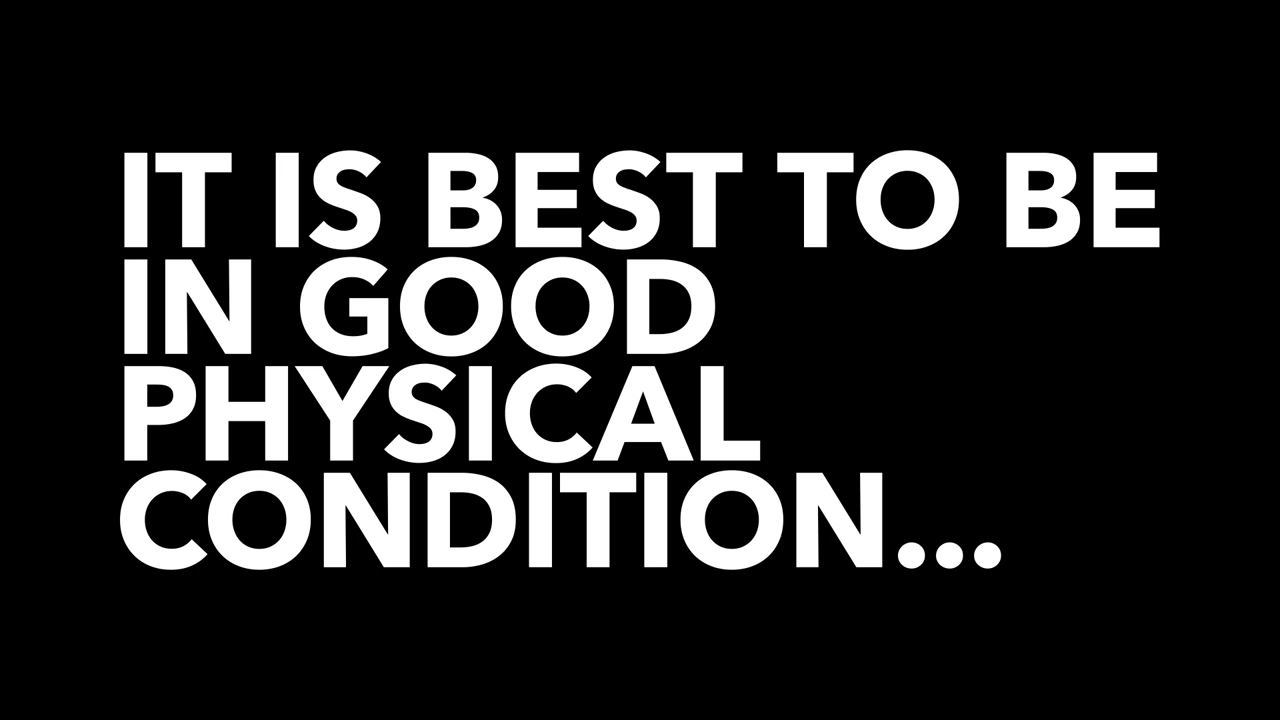 IT IS BEST TO BE
IN GOOD
PHYSICAL
CONDITION...